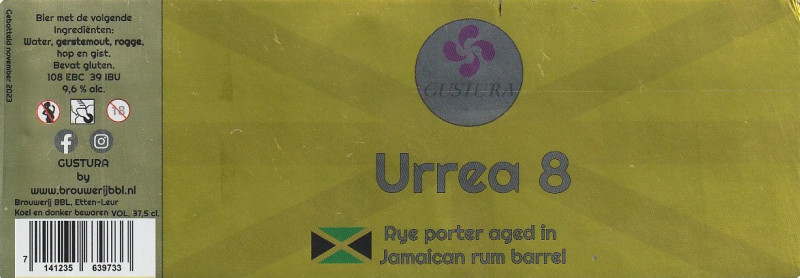 Gebotteld november 2023
Bier met de volgende
Ingrediënten:
Water, gerstemout, rogge,
hop en gist.
Bevat gluten.
108 EBC 39 IBU
9,6 % alc.
18
GUSTURA
by
www.brouwerijbbl.nl
Brouwerij BBL, Etten-Leur
Koel en donker bewaren VOL. 37,5 cl.
7 141235 639733
GUSTURA
Urrea 8
Rye porter aged in
Jamaican rum barrel